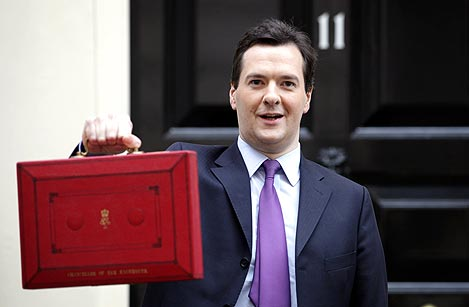 11
CHANCELLOR OF THE EXCHEQUER